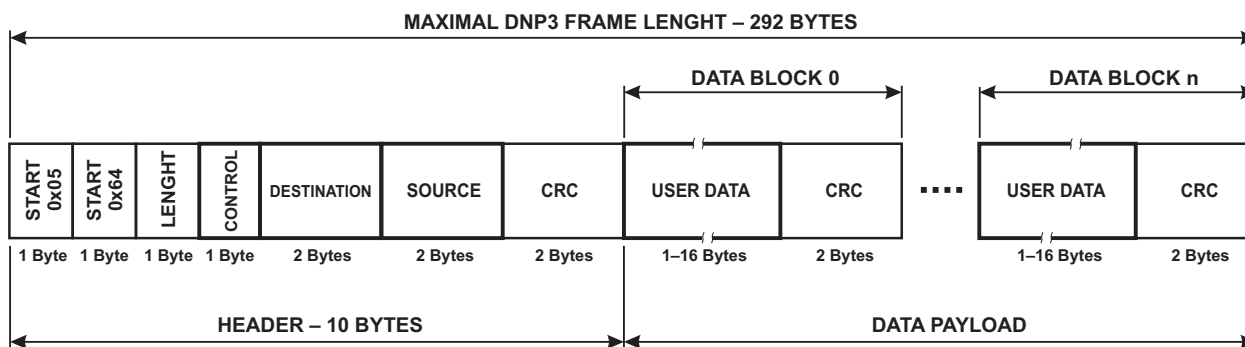 MAXIMAL DNP3 FRAME LENGHT – 292 BYTES
DATA BLOCK 0
DATA BLOCK n
START
0x05
START
0x64
LENGHT
CONTROL
DESTINATION
SOURCE
CRC
USER DATA
CRC
USER DATA
CRC
1 Byte
1 Byte
1 Byte
1 Byte
2 Bytes
2 Bytes
2 Bytes
1–16 Bytes
2 Bytes
1–16 Bytes
2 Bytes
HEADER – 10 BYTES
DATA PAYLOAD